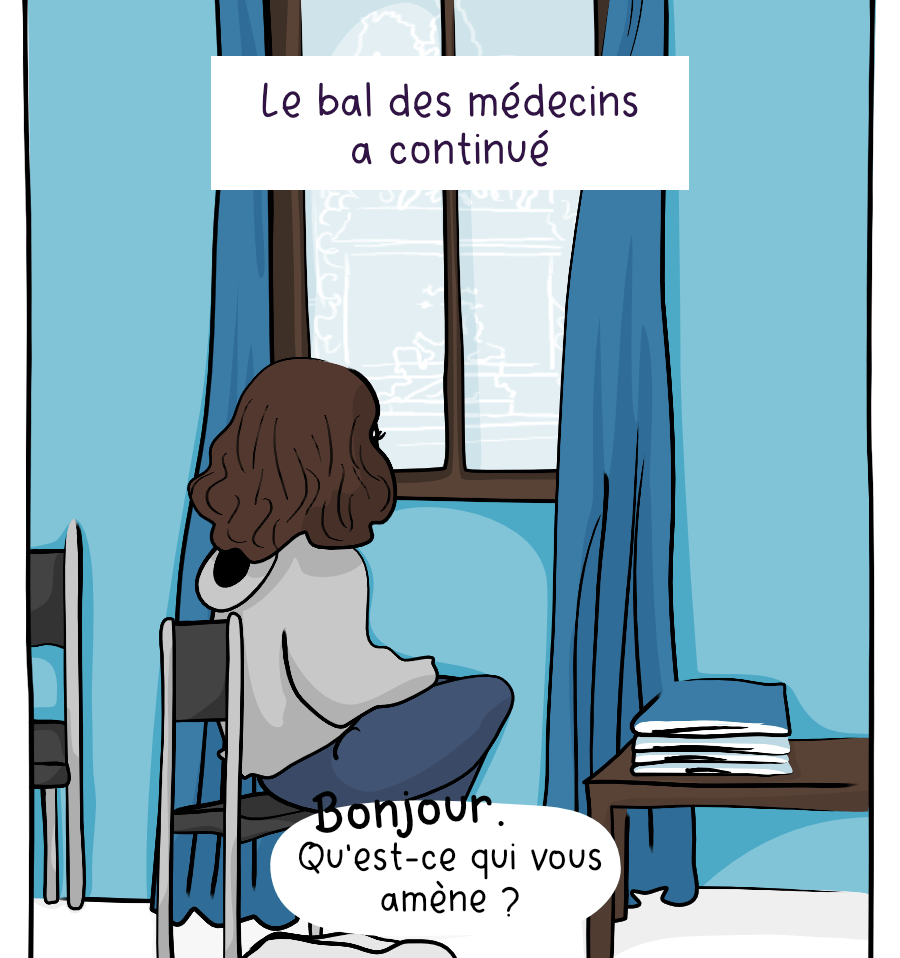 Le bal des médecins
a continué
Bonjour.
Qu'est-ce qui vous
amène ?